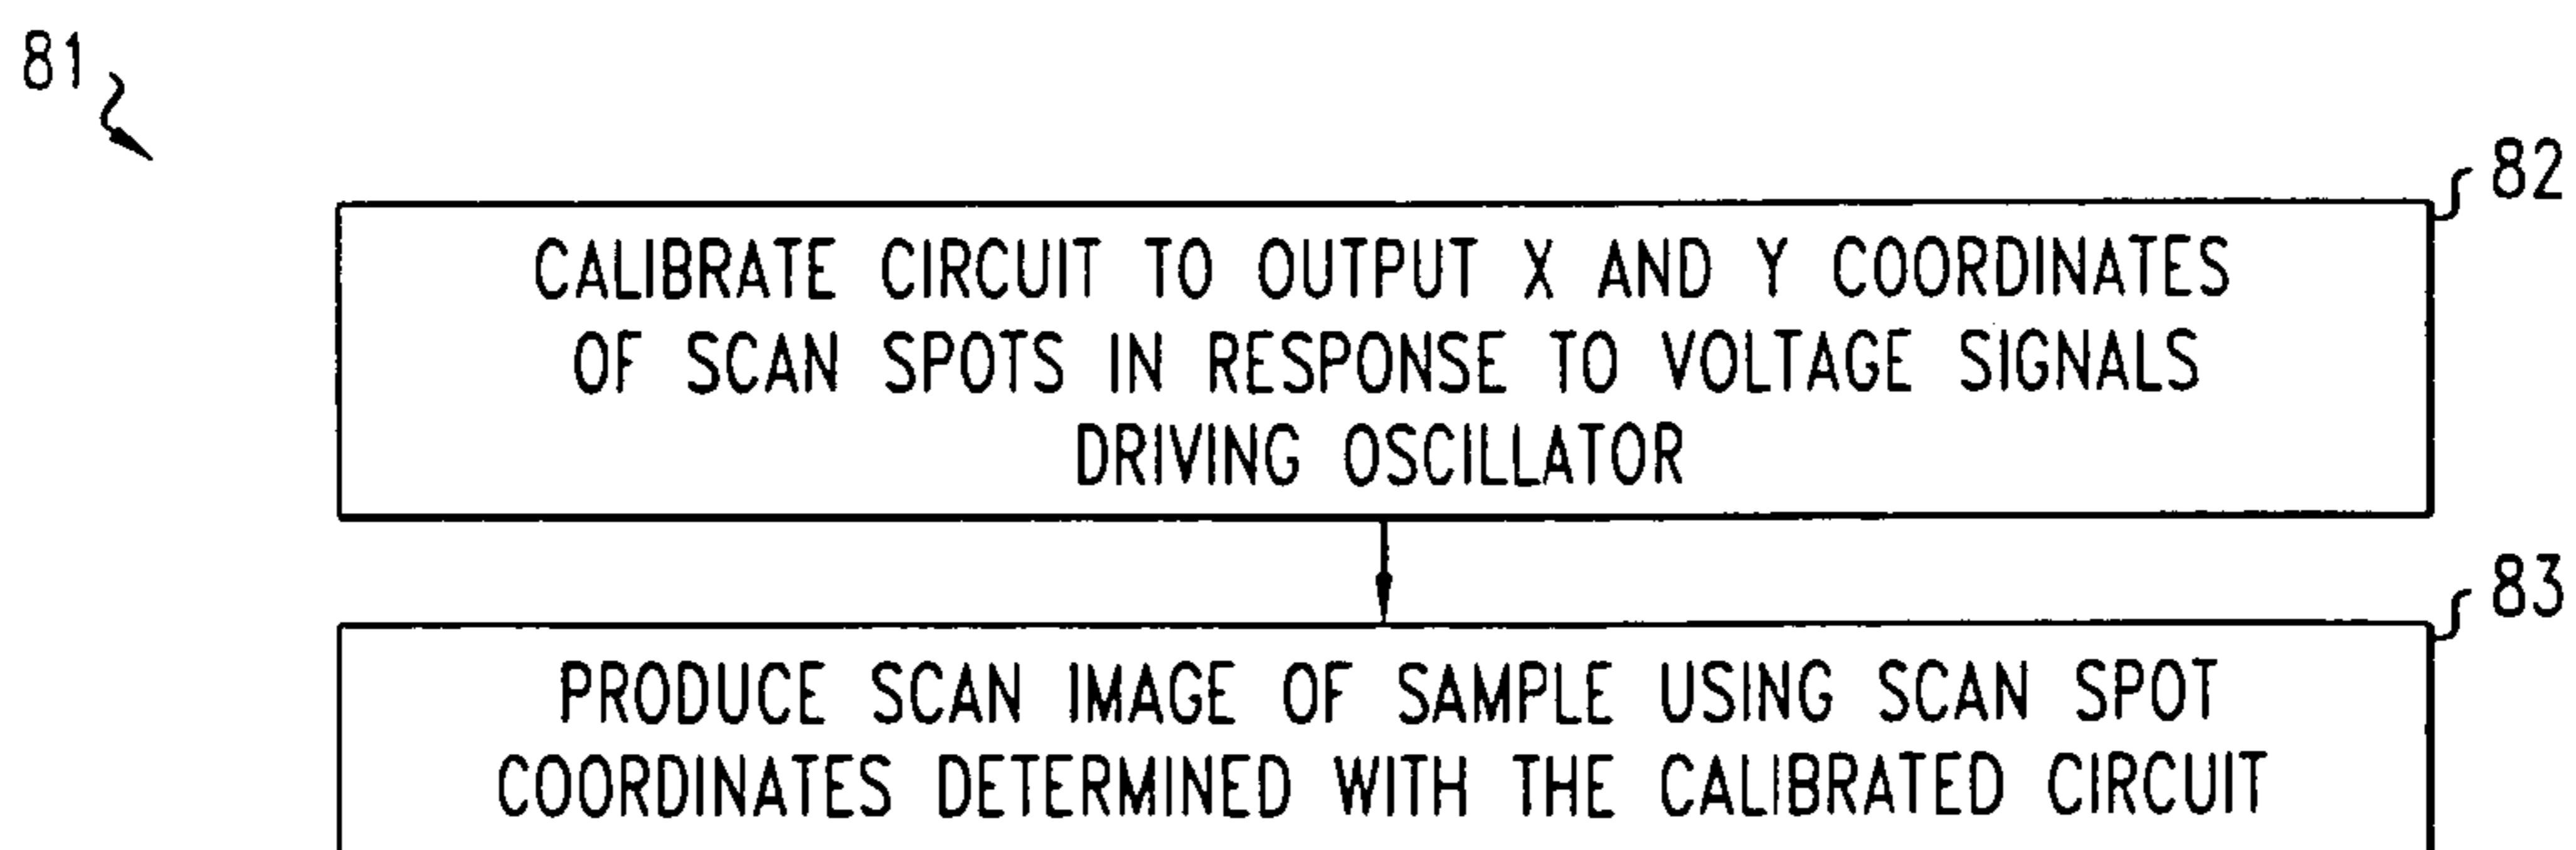 81
82
CALIBRATE CIRCUIT TO OUTPUT X AND Y COORDINATES
OF SCAN SPOTS IN RESPONSE TO VOLTAGE SIGNALS
DRIVING OSCILLATOR
83
PRODUCE SCAN IMAGE OF SAMPLE USING SCAN SPOT
COORDINATES DETERMINED WITH THE CALIBRATED CIRCUIT